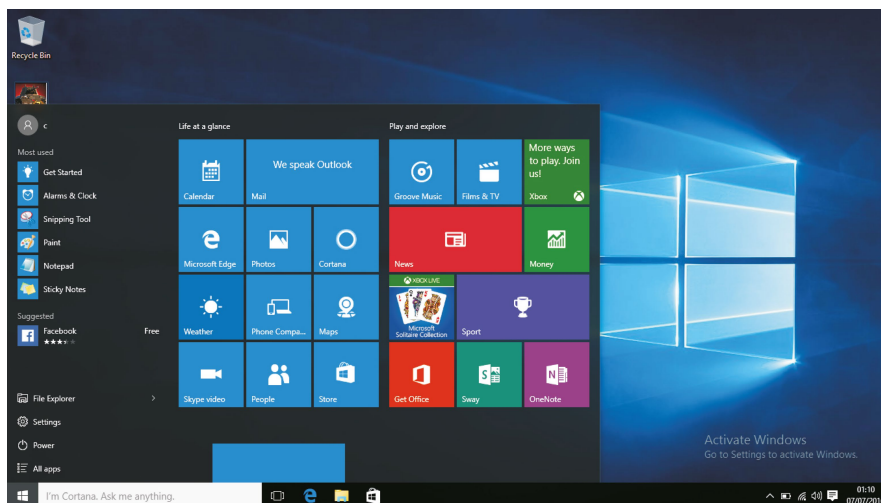 Recycle Bin
c
Most used
Get Started
Alarms & Clock
Snipping Tool
Paint
Notepad
Sticky Notes
Suggested
Facebook
Free
File Explorer
Settings
Power
All apps
Life at a glance
Calendar
We speak Outlook
Mail
Microsoft Edge
Photos
Cortana
Weather
Phone Compa...
Maps
Skype video
People
Store
Play and explore
Groove Music
Films & TV
More ways
to play. Join
us!
Xbox
News
Money
XBOX LIVE
Microsoft
Solitaire Collection
Sport
Get Office
Sway
OneNote
Activate Windows
Go to Settings to activate Windows.
I'm Cortana. Ask me anything.
01:10